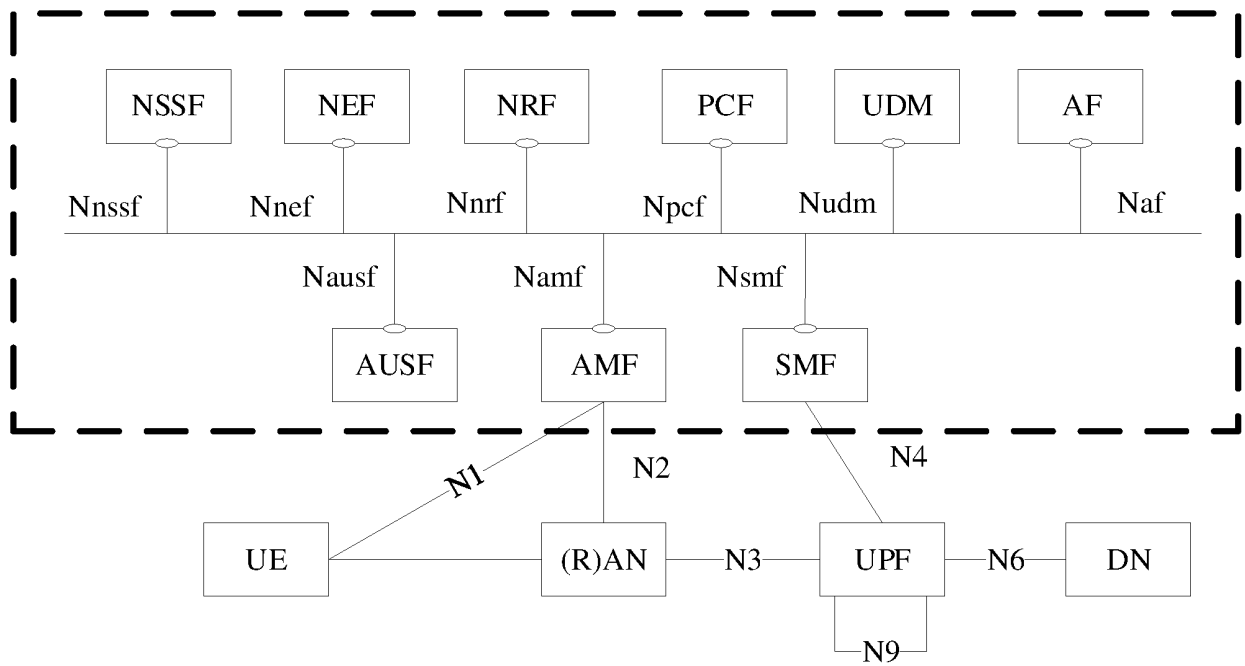 NSSF NEF NRF PCF UDM AF
Nnssf Nnef Nnrf Npcf Nudm Naf
Nausf Namf Nsmf
AUSF AMF SMF
N1 N2 N4
UE (R)AN N3 UPF N6 DN
N9